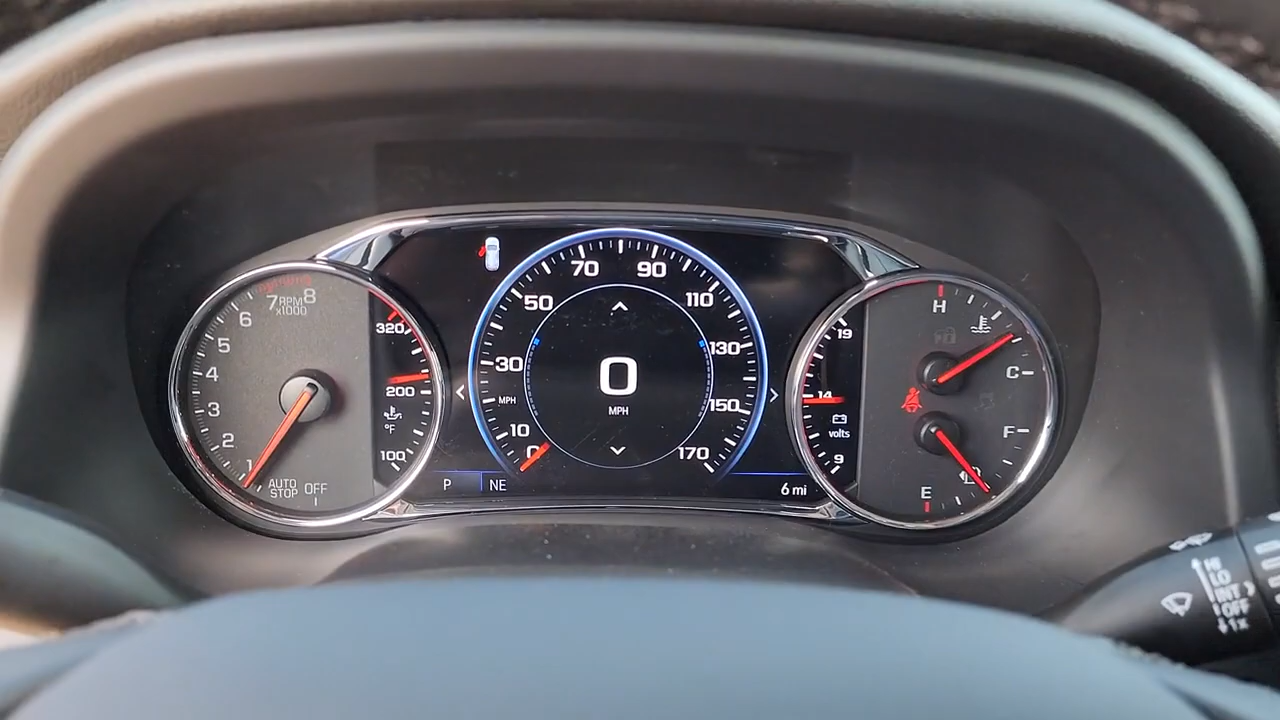 8
7
RPM
x1000
6
5
4
3
2
1
AUTO
STOP
OFF
320
200
°F
100
70
90
50
110
30
130
MPH
150
10
0
170
0
MPH
P
NE
6 mi
19
14
volts
9
H
C
F
E
HI
LO
INT
OFF
1x